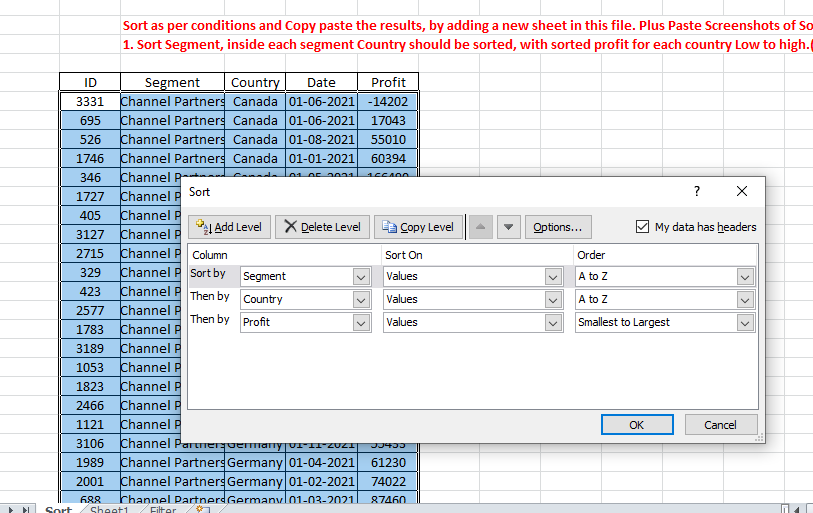 Sort as per conditions and Copy paste the results, by adding a new sheet in this file. Plus Paste Screenshots of So
1. Sort Segment, inside each segment Country should be sorted, with sorted profit for each country Low to high.(
ID Segment Country Date Profit
3331 Channel Partners Canada 01-06-2021 -14202
695 Channel Partners Canada 01-06-2021 17043
526 Channel Partners Canada 01-08-2021 55010
1746 Channel Partners Canada 01-01-2021 60394
346 Channel Partners Canada 01-05-2021
1727 Channel P
405 Channel P
3127 Channel P
2715 Channel P
329 Channel P
423 Channel P
2577 Channel P
1783 Channel P
3189 Channel P
1053 Channel P
1823 Channel P
2466 Channel P
1121 Channel P
3106 Channel Partners Germany 01-11-2021 55433
1989 Channel Partners Germany 01-04-2021 61230
2001 Channel Partners Germany 01-02-2021 74022
688 Channel Partners Germany 01-03-2021 87460
Sort ?
Add Level Delete Level Copy Level Options... My data has headers
Column Sort On Order
Sort by Segment Values A to Z
Then by Country Values A to Z
Then by Profit Values Smallest to Largest
OK Cancel
Sort Sheet1 Filter